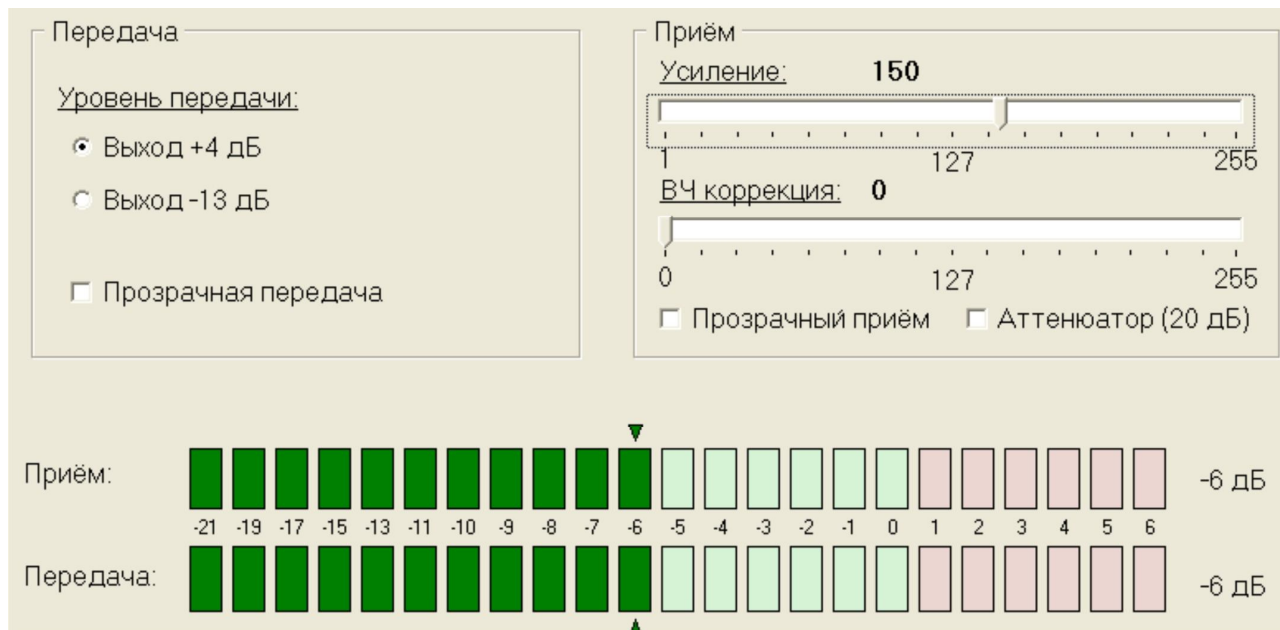 Передача
Уровень передачи:
Выход +4 дБ
Выход -13 дБ
Прозрачная передача
Приём
Усиление: 150
1 127 255
ВЧ коррекция: 0
0 127 255
Прозрачный приём Аттенюатор (20 дБ)
Приём: -6 дБ
-21 -19 -17 -15 -13 -11 -10 -9 -8 -7 -6 -5 -4 -3 -2 -1 0 1 2 3 4 5 6
Передача: -6 дБ